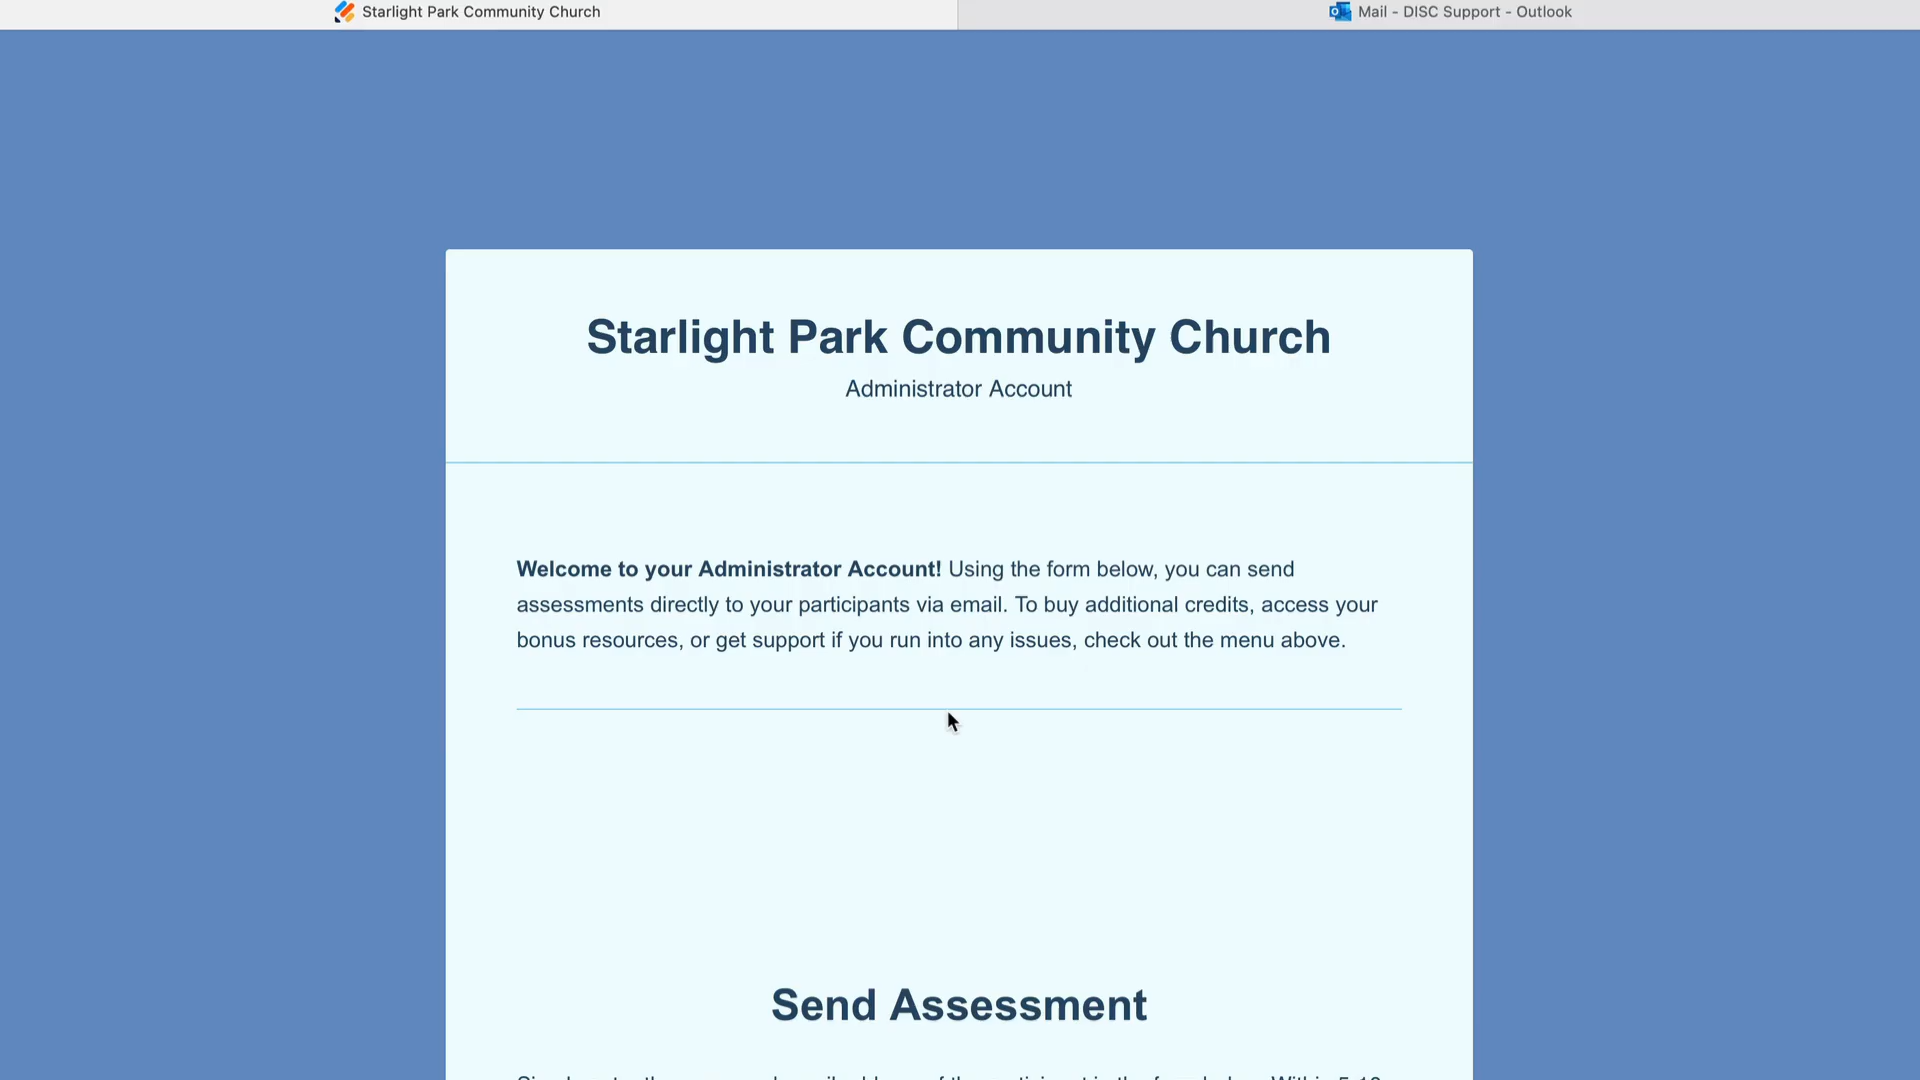 Starlight Park Community Church
Mail - DISC Support - Outlook
Starlight Park Community Church
Administrator Account
Welcome to your Administrator Account! Using the form below, you can send
assessments directly to your participants via email. To buy additional credits, access your
bonus resources, or get support if you run into any issues, check out the menu above.
Send Assessment